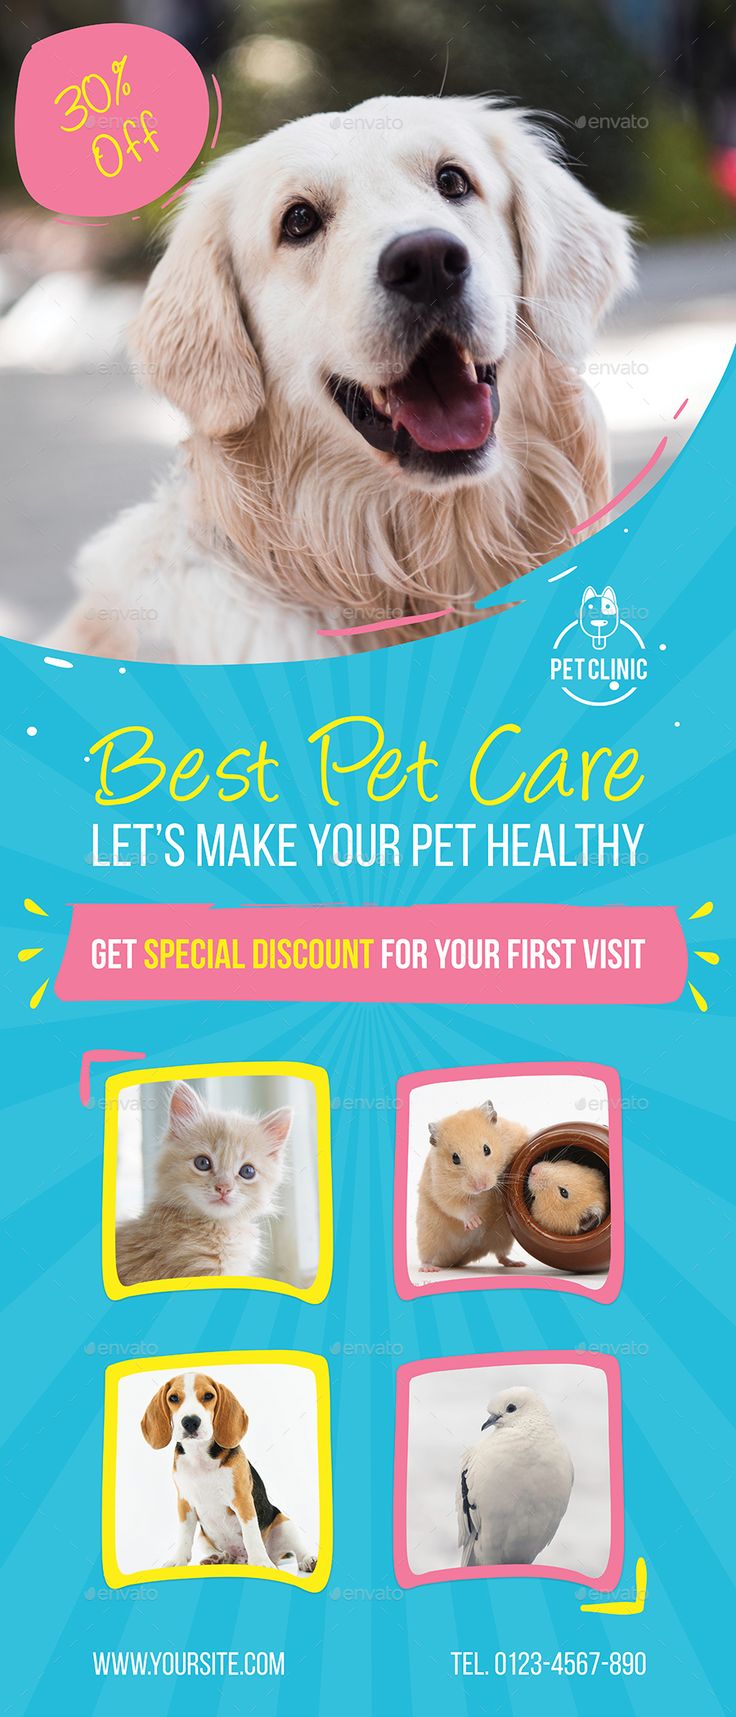 30%
Off
PET CLINIC
Best Pet Care
LET'S MAKE YOUR PET HEALTHY
GET SPECIAL DISCOUNT FOR YOUR FIRST VISIT
WWW.YOURSITE.COM
TEL. 0123-4567-890
envato